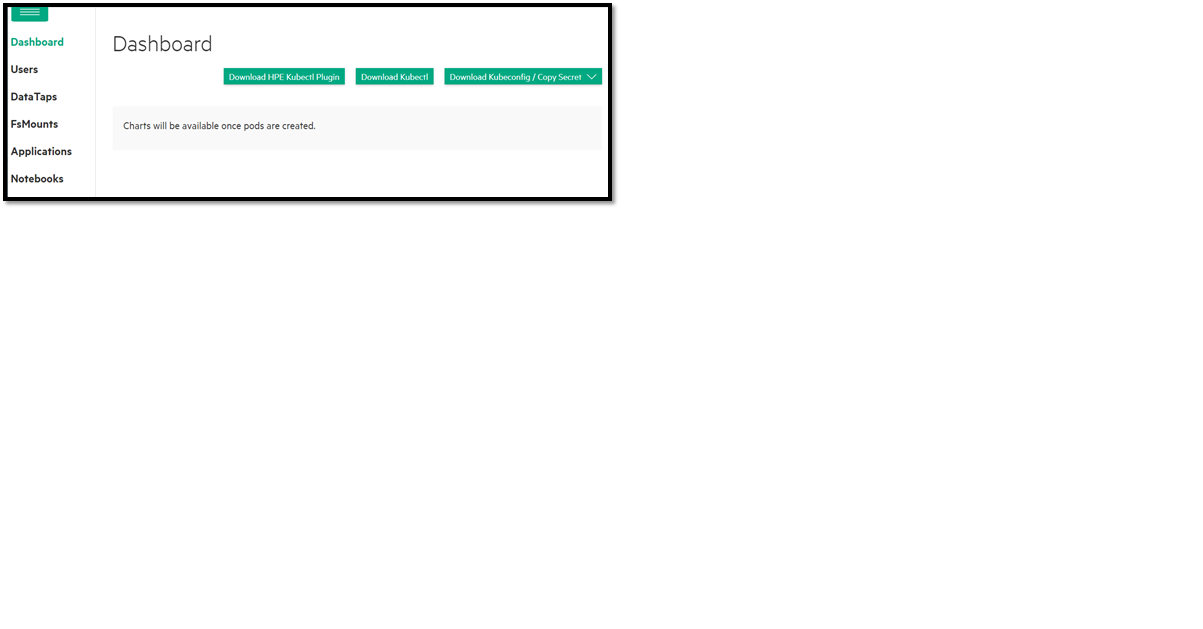 Dashboard
Users
DataTaps
FsMounts
Applications
Notebooks
Dashboard
Download HPE Kubectl Plugin
Download Kubectl
Download Kubeconfig / Copy Secret
Charts will be available once pods are created.